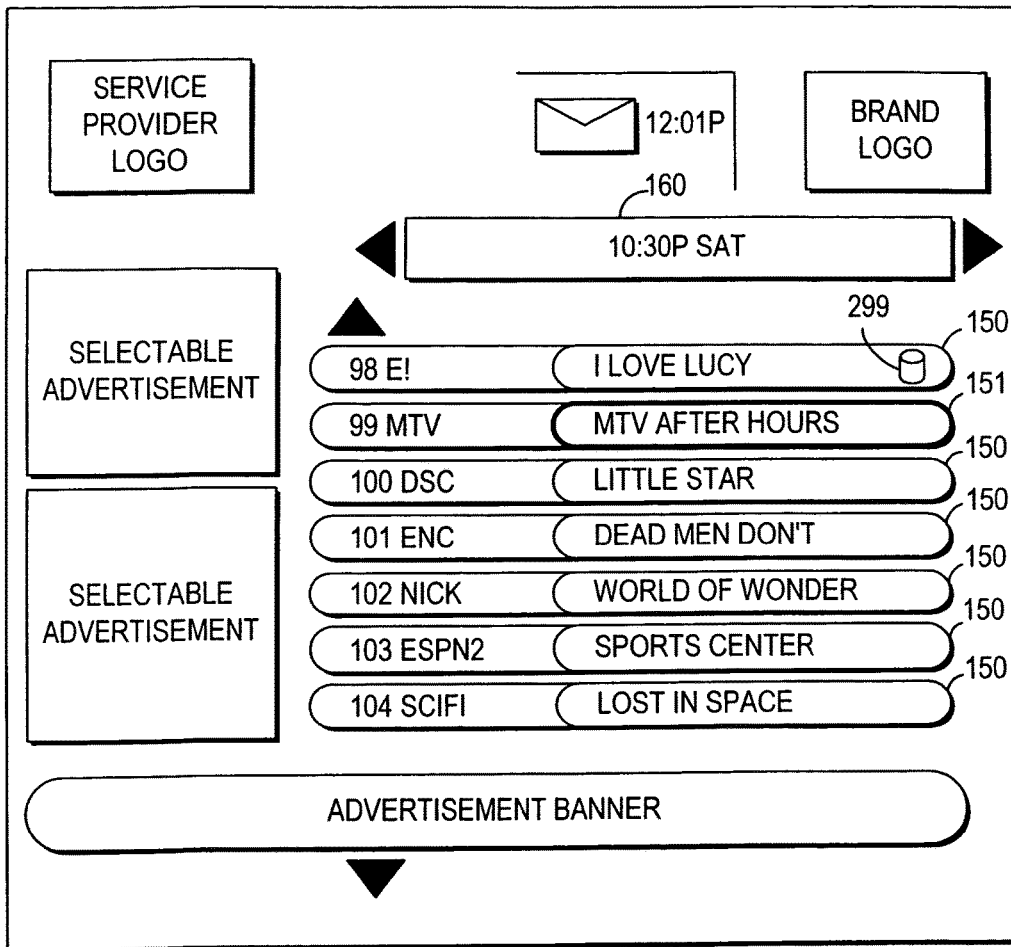 SERVICE
PROVIDER
LOGO
12:01P
BRAND
LOGO
160
10:30P SAT
299
150
SELECTABLE
ADVERTISEMENT
98 E! I LOVE LUCY
151
99 MTV MTV AFTER HOURS
150
100 DSC LITTLE STAR
150
101 ENC DEAD MEN DON'T
150
SELECTABLE
ADVERTISEMENT
102 NICK WORLD OF WONDER
150
103 ESPN2 SPORTS CENTER
150
104 SCIFI LOST IN SPACE
ADVERTISEMENT BANNER